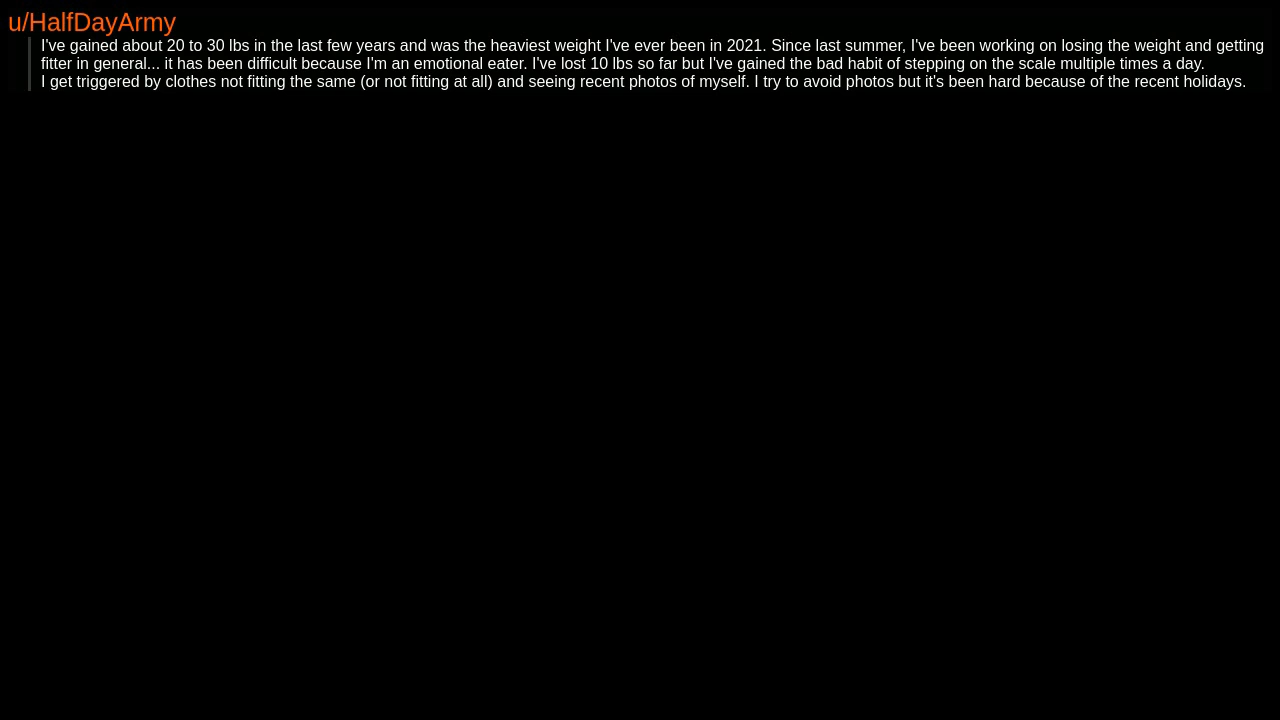 u/HalfDayArmy
I've gained about 20 to 30 lbs in the last few years and was the heaviest weight I've ever been in 2021. Since last summer, I've been working on losing the weight and getting
fitter in general... it has been difficult because I'm an emotional eater. I've lost 10 lbs so far but I've gained the bad habit of stepping on the scale multiple times a day.
I get triggered by clothes not fitting the same (or not fitting at all) and seeing recent photos of myself. I try to avoid photos but it's been hard because of the recent holidays.